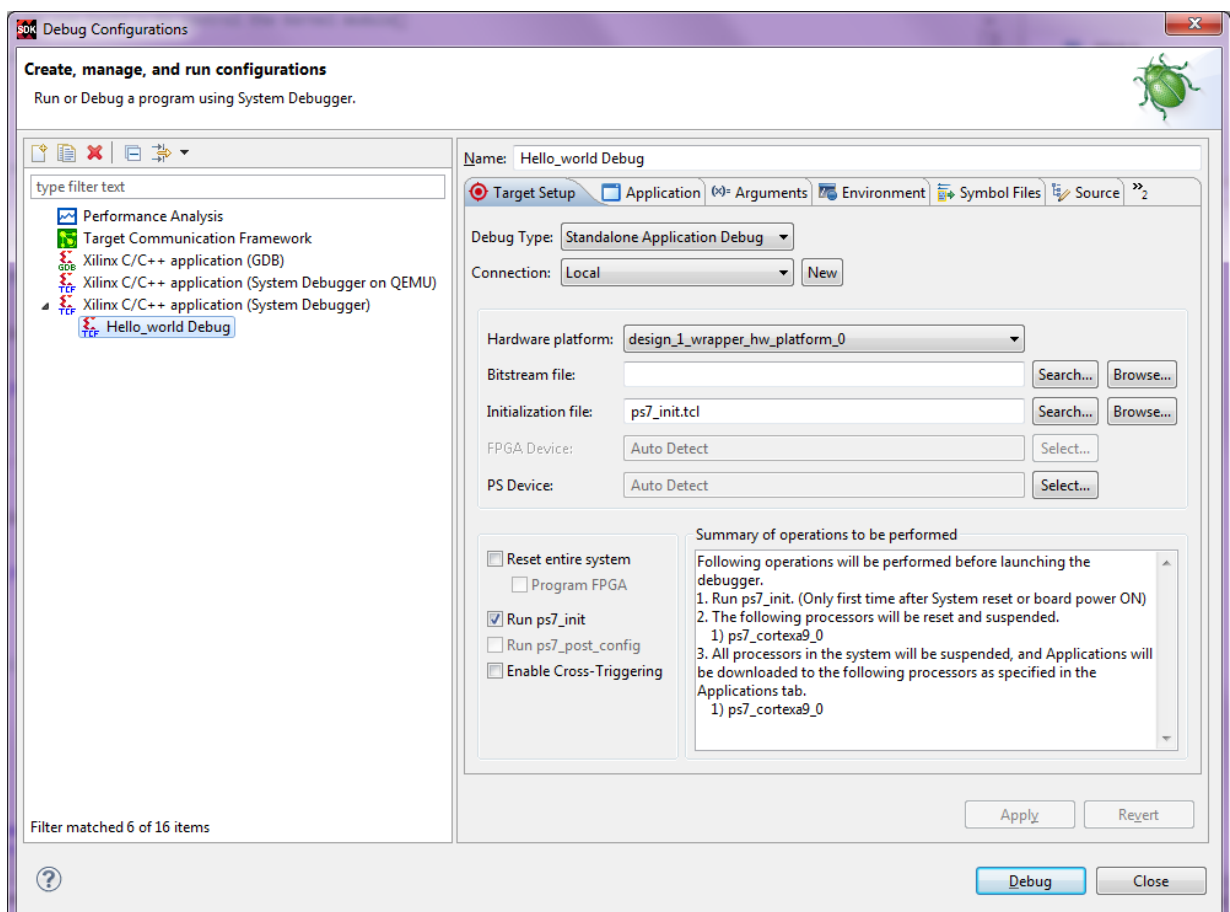 SDK Debug Configurations
Create, manage, and run configurations
Run or Debug a program using System Debugger.
type filter text
Performance Analysis
Target Communication Framework
Xilinx C/C++ application (GDB)
Xilinx C/C++ application (System Debugger on QEMU)
Xilinx C/C++ application (System Debugger)
Hello_world Debug
Filter matched 6 of 16 items
Name: Hello_world Debug
Target Setup Application (x)= Arguments Environment Symbol Files Source »2
Debug Type: Standalone Application Debug
Connection: Local New
Hardware platform: design_1_wrapper_hw_platform_0
Bitstream file: Search... Browse...
Initialization file: ps7_init.tcl Search... Browse...
FPGA Device: Auto Detect Select...
PS Device: Auto Detect Select...
Reset entire system
Program FPGA
Run ps7_init
Run ps7_post_config
Enable Cross-Triggering
Summary of operations to be performed
Following operations will be performed before launching the
debugger.
1. Run ps7_init. (Only first time after System reset or board power ON)
2. The following processors will be reset and suspended.
1) ps7_cortexa9_0
3. All processors in the system will be suspended, and Applications will
be downloaded to the following processors as specified in the
Applications tab.
1) ps7_cortexa9_0
Apply Revert
? Debug Close